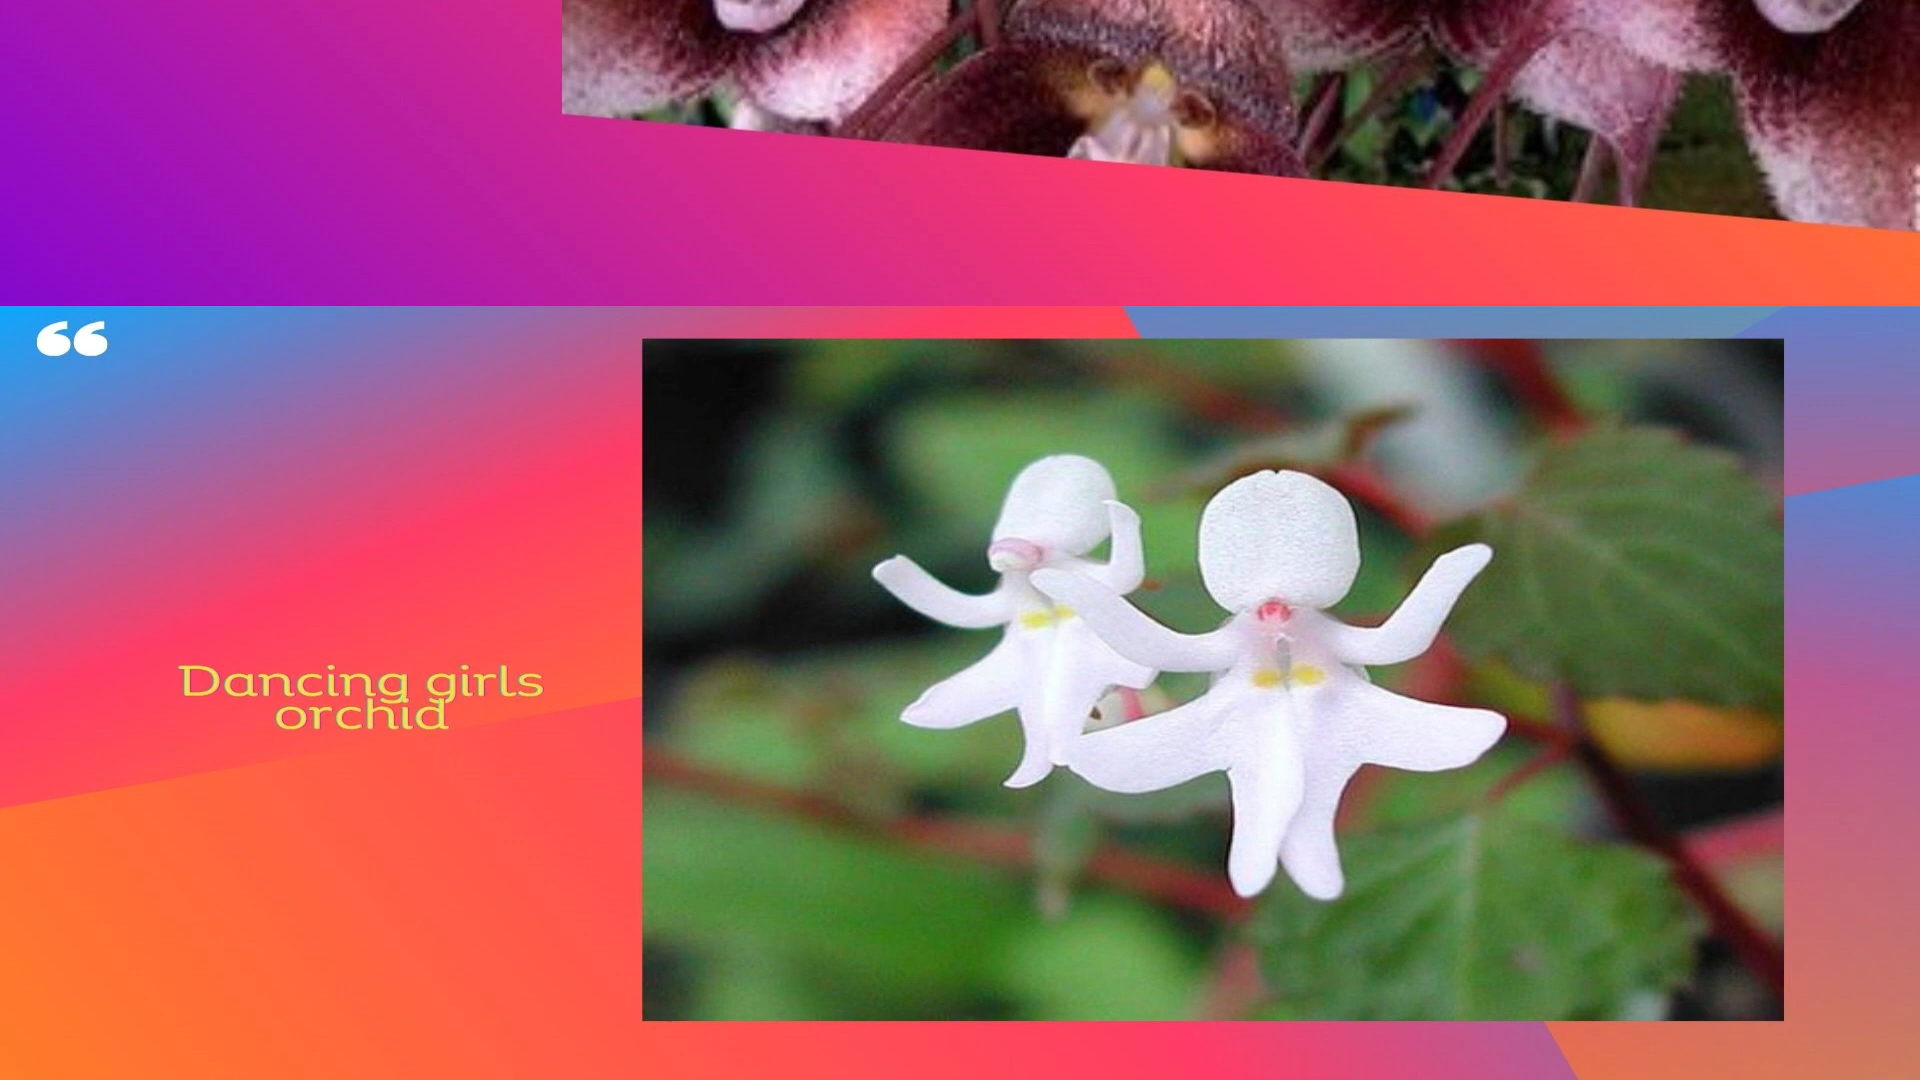 “
Dancing girls
orchid